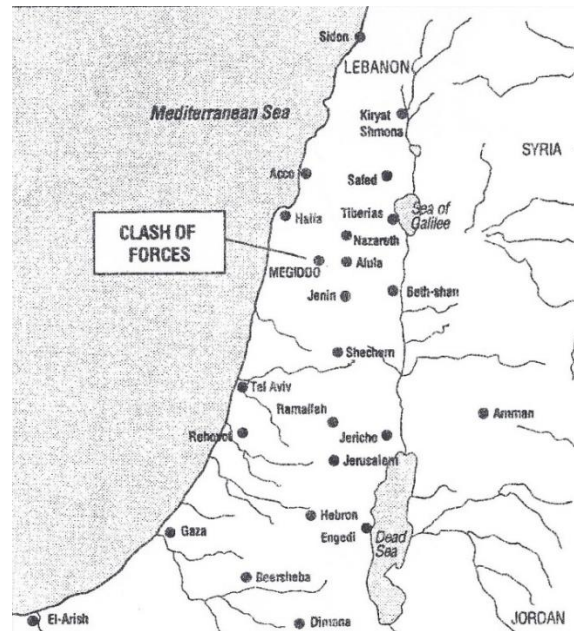 Sidon
LEBANON
Mediterranean Sea
Kiryat
Shmona
SYRIA
Acco
Safed
Haifa
Tiberias
Sea of
Galilee
CLASH OF
FORCES
Nazareth
MEGIDDO
Afula
Jenin
Beth-shan
Shechem
Tel Aviv
Ramallah
Amman
Rehovot
Jericho
Jerusalem
Hebron
Gaza
Engedi
Dead
Sea
Beersheba
El-Arish
Dimona
JORDAN